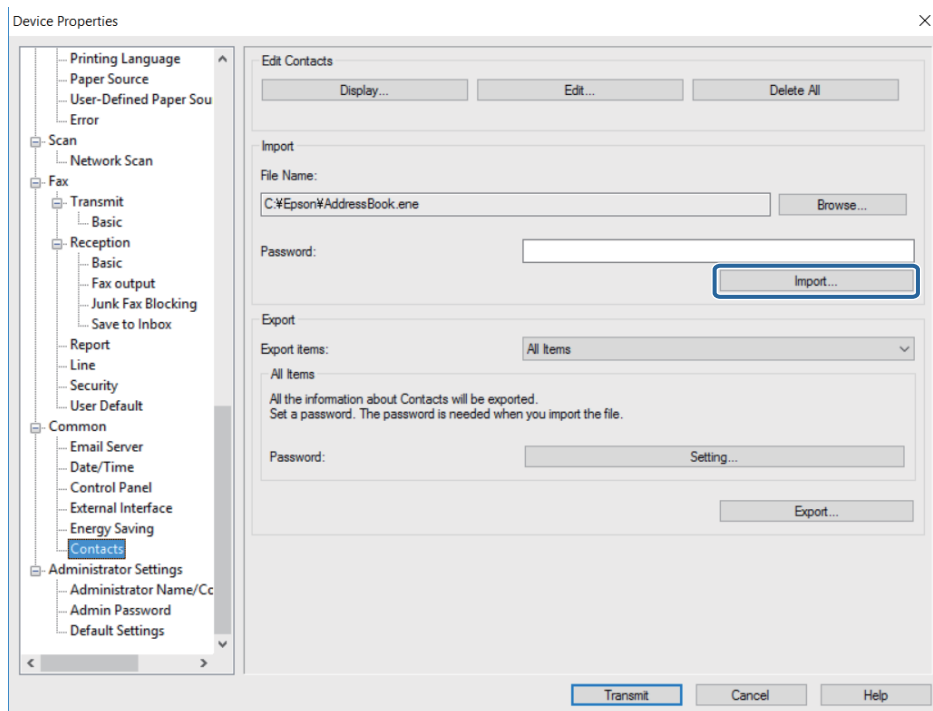 Device Properties
Printing Language
Paper Source
User-Defined Paper Sou
Error
Scan
Network Scan
Fax
Transmit
Basic
Reception
Basic
Fax output
Junk Fax Blocking
Save to Inbox
Report
Line
Security
User Default
Common
Email Server
Date/Time
Control Panel
External Interface
Energy Saving
Contacts
Administrator Settings
Administrator Name/Cc
Admin Password
Default Settings
Edit Contacts
Display... Edit... Delete All
Import
File Name:
C:¥Epson¥AddressBook.ene Browse...
Password:
Import...
Export
Export items: All Items
All Items
All the information about Contacts will be exported.
Set a password. The password is needed when you import the file.
Password: Setting...
Export...
Transmit Cancel Help